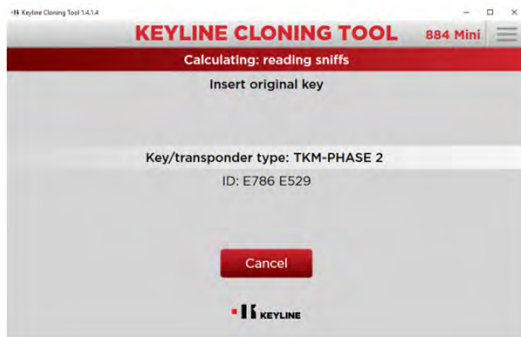 Keyline Cloning Tool 1.4.1.4
KEYLINE CLONING TOOL
884 Mini
Calculating: reading sniffs
Insert original key
Key/transponder type: TKM-PHASE 2
ID: E786 E529
Cancel
KEYLINE